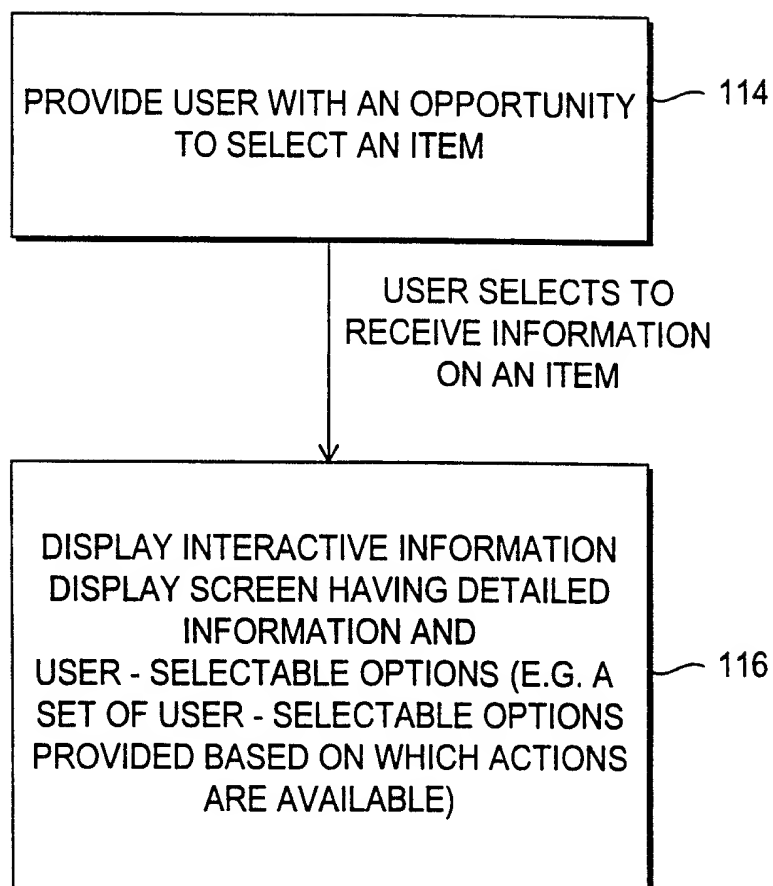 PROVIDE USER WITH AN OPPORTUNITY
TO SELECT AN ITEM
114
USER SELECTS TO
RECEIVE INFORMATION
ON AN ITEM
DISPLAY INTERACTIVE INFORMATION
DISPLAY SCREEN HAVING DETAILED
INFORMATION AND
USER - SELECTABLE OPTIONS (E.G. A
SET OF USER - SELECTABLE OPTIONS
PROVIDED BASED ON WHICH ACTIONS
ARE AVAILABLE)
116